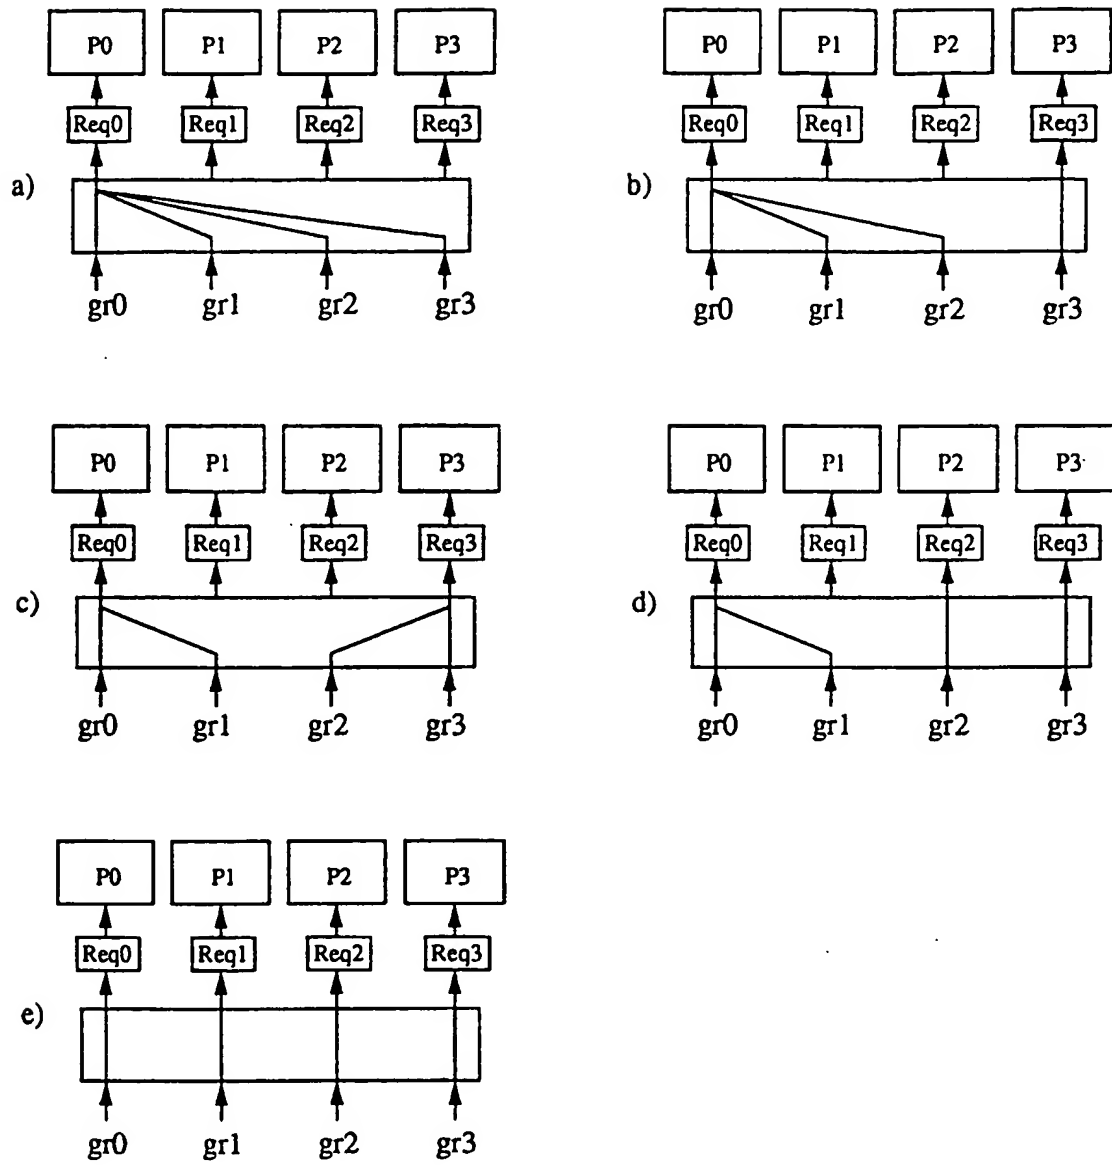 P0 P1 P2 P3
Req0 Req1 Req2 Req3
a)
gr0 gr1 gr2 gr3
P0 P1 P2 P3
Req0 Req1 Req2 Req3
b)
gr0 gr1 gr2 gr3
P0 P1 P2 P3
Req0 Req1 Req2 Req3
c)
gr0 gr1 gr2 gr3
P0 P1 P2 P3
Req0 Req1 Req2 Req3
d)
gr0 gr1 gr2 gr3
P0 P1 P2 P3
Req0 Req1 Req2 Req3
e)
gr0 gr1 gr2 gr3